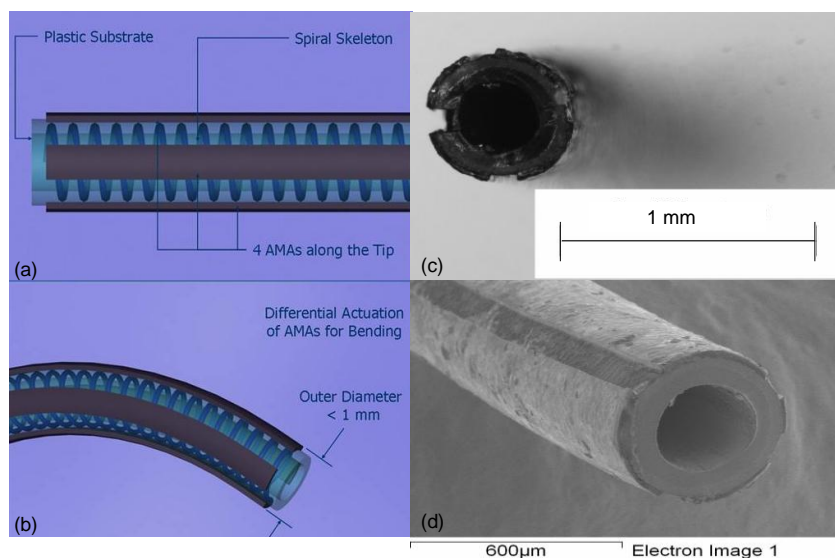 Plastic Substrate
Spiral Skeleton
4 AMAs along the Tip
(a)
Differential Actuation
of AMAs for Bending
Outer Diameter
< 1 mm
(b)
(c)
1 mm
(d)
600µm
Electron Image 1